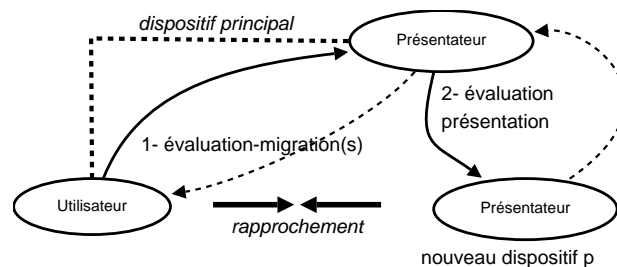 dispositif principal
Présentateur
2- évaluation
présentation
1- évaluation-migration(s)
Utilisateur
rapprochement
Présentateur
nouveau dispositif p